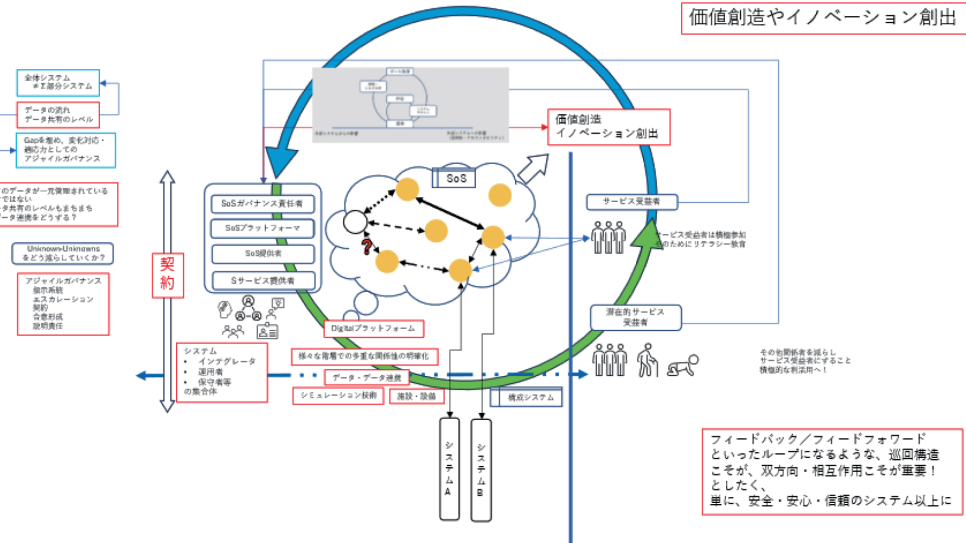 価値創造やイノベーション創出
全体システム
≠Σ部分システム
データの流れ
データ共有のレベル
Gapを埋め、変化対応・
適応力としての
アジャイルガバナンス
のデータが一元管理されている
ではない
タ共有のレベルもまちまち
ータ連携をどうする?
Unknown-Unknowns
をどう減らしていくか?
アジャイルガバナンス
指示系統
エスカレーション
契約
合意形成
説明責任
契約
SoSガバナンス責任者
SoSプラットフォーマ
SoS提供者
Sサービス提供者
システム
• インテグレータ
• 運用者
• 保守者等
の集合体
SoS
?
価値創造
イノベーション創出
サービス受益者
サービス受益者は積極参加
そのためにリテラシー教育
潜在的サービス
受益者
その他関係者を減らし
サービス受益者にすること
積極的な利活用へ!
Digitalプラットフォーム
様々な階層での多重な関係性の明確化
データ・データ連携
シミュレーション技術
施設・設備
構成システム
システムA
システムB
フィードバック/フィードフォワード
といったループになるような、巡回構造
こそが、双方向・相互作用こそが重要!
としたく、
単に、安全・安心・信頼のシステム以上に